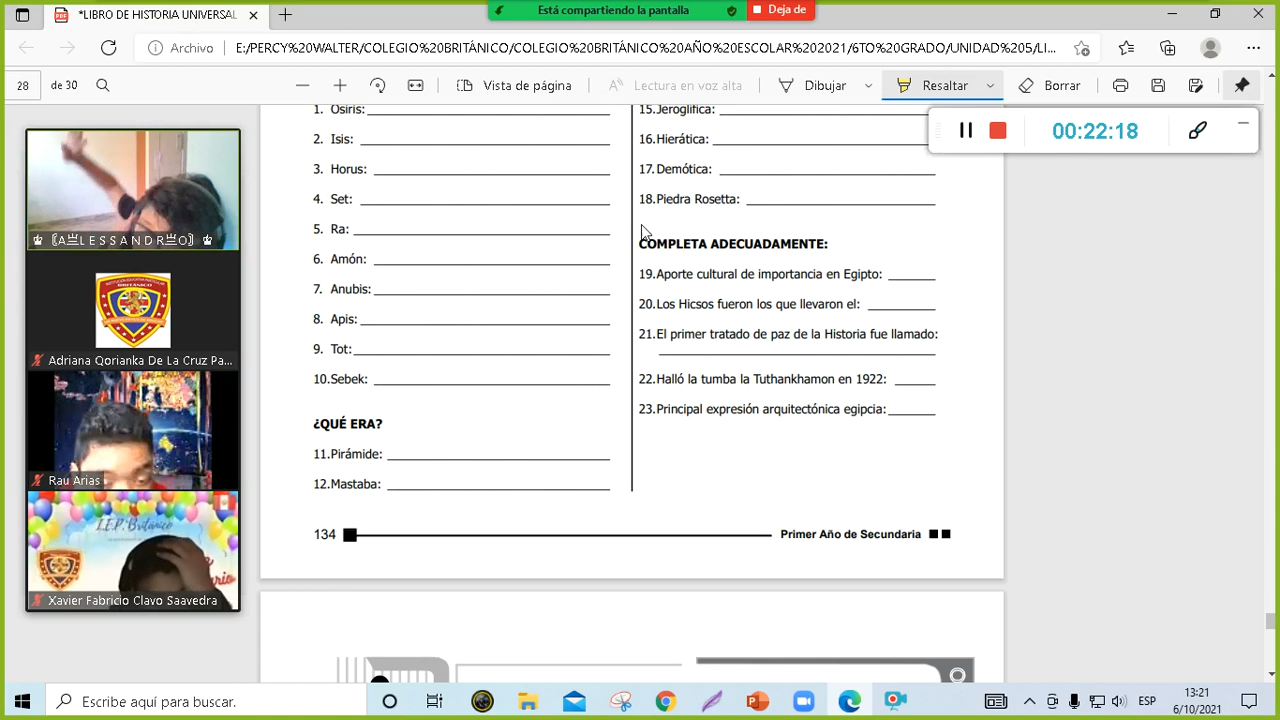 *LIBRO DE HISTORIA UNIVERSAL
Está compartiendo la pantalla
Deja de
Archivo
E:/PERCY%20WALTER/COLEGIO%20BRITÁNICO/COLEGIO%20BRITÁNICO%20AÑO%20ESCOLAR%202021/6TO%20GRADO/UNIDAD%205/LI...
28 de 30
Vista de página
Lectura en voz alta
Dibujar
Resaltar
Borrar
00:22:18
1. Osiris:
2. Isis:
3. Horus:
4. Set:
5. Ra:
6. Amón:
7. Anubis:
8. Apis:
9. Tot:
10.Sebek:
¿QUÉ ERA?
11.Pirámide:
12.Mastaba:
15.Jeroglífica:
16.Hierática:
17.Demótica:
18.Piedra Rosetta:
COMPLETA ADECUADAMENTE:
19.Aporte cultural de importancia en Egipto:
20.Los Hicsos fueron los que llevaron el:
21.El primer tratado de paz de la Historia fue llamado:
22.Halló la tumba la Tuthankhamon en 1922:
23.Principal expresión arquitectónica egipcia:
134
Primer Año de Secundaria
♛〘A♕L E S S A N D R♕O〙♛
BRITÁNICO
Adriana Qorianka De La Cruz Pa...
Rau Arias
I.E.P. Británico
Xavier Fabricio Clavo Saavedra
Escribe aquí para buscar.
ESP
13:21
6/10/2021